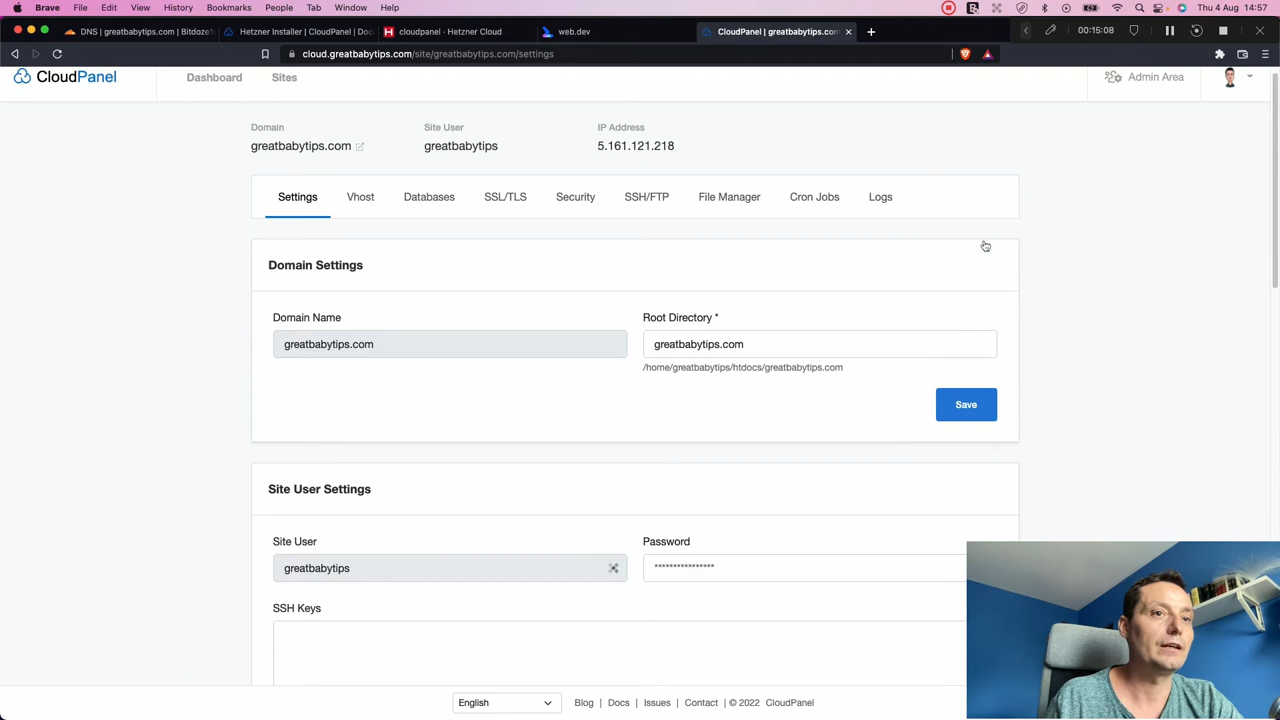 Brave File Edit View History Bookmarks People Tab Window Help Thu 4 Aug 14:57
DNS | greatbabytips.com | Bitdoze
Hetzner Installer | CloudPanel | Doc
cloudpanel - Hetzner Cloud
web.dev
CloudPanel | greatbabytips.com
00:15:08
cloud.greatbabytips.com/site/greatbabytips.com/settings
CloudPanel Dashboard Sites Admin Area
Domain Site User IP Address
greatbabytips.com greatbabytips 5.161.121.218
Settings Vhost Databases SSL/TLS Security SSH/FTP File Manager Cron Jobs Logs
Domain Settings
Domain Name Root Directory *
greatbabytips.com greatbabytips.com
/home/greatbabytips/htdocs/greatbabytips.com
Save
Site User Settings
Site User Password
greatbabytips ****************
SSH Keys
English Blog | Docs | Issues | Contact | © 2022 CloudPanel